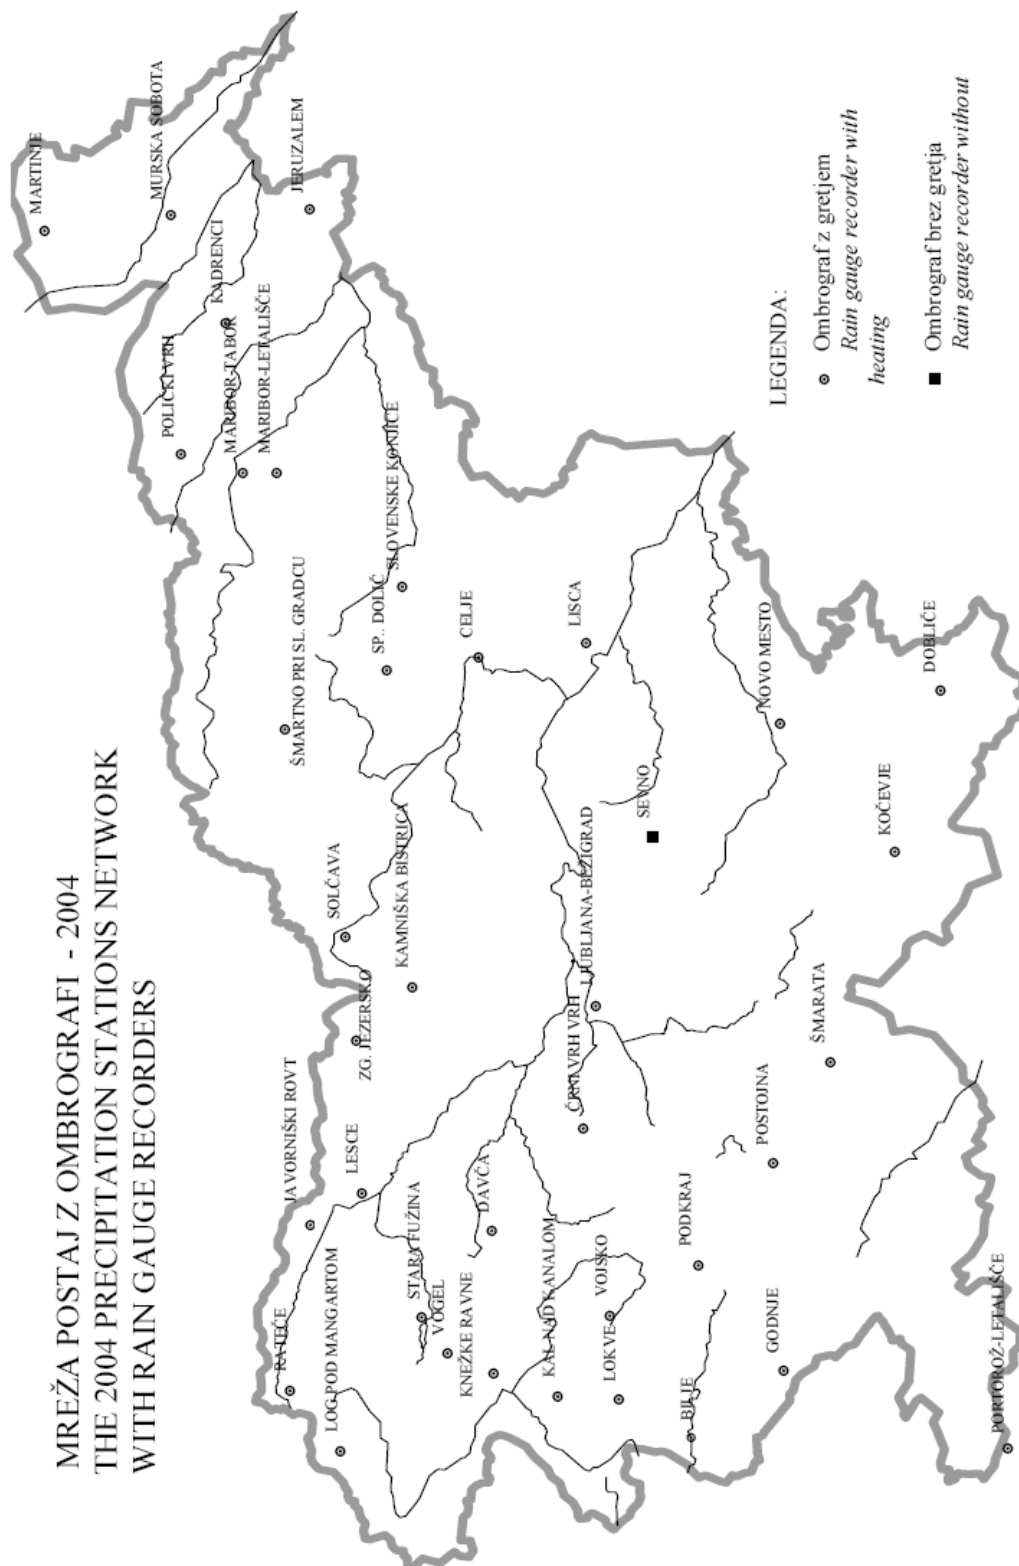 MREŽA POSTAJ Z OMBROGRAFI - 2004
THE 2004 PRECIPITATION STATIONS NETWORK
WITH RAIN GAUGE RECORDERS
MARTINJE
MURSKA SOBOTA
JERUZALEM
KADRENCI
POLIČKI VRH
MARIBOR-TABOR
MARIBOR-LETALIŠČE
SLOVENSKE KONJICE
ŠMARTNO PRI SL. GRADCU
SP.. DOLIČ
CELJE
LISCA
NOVO MESTO
DOBLIČE
SEVNO
KOČEVJE
SOLČAVA
KAMNIŠKA BISTRICA
ZG. JEZERSKO
LJUBLJANA-BEŽIGRAD
ČRNI VRH VRH
ŠMARATA
POSTOJNA
JAVORNIŠKI ROVT
LESCE
RATEČE
LOG POD MANGARTOM
STARA FUŽINA
VOGEL
DAVČA
KNEŽKE RAVNE
KAL NAD KANALOM
VOJSKO
LOKVE
PODKRAJ
BILJE
GODNJE
PORTOROŽ-LETALIŠČE
LEGENDA:
Ombrograf z gretjem
Rain gauge recorder with
heating
Ombrograf brez gretja
Rain gauge recorder without